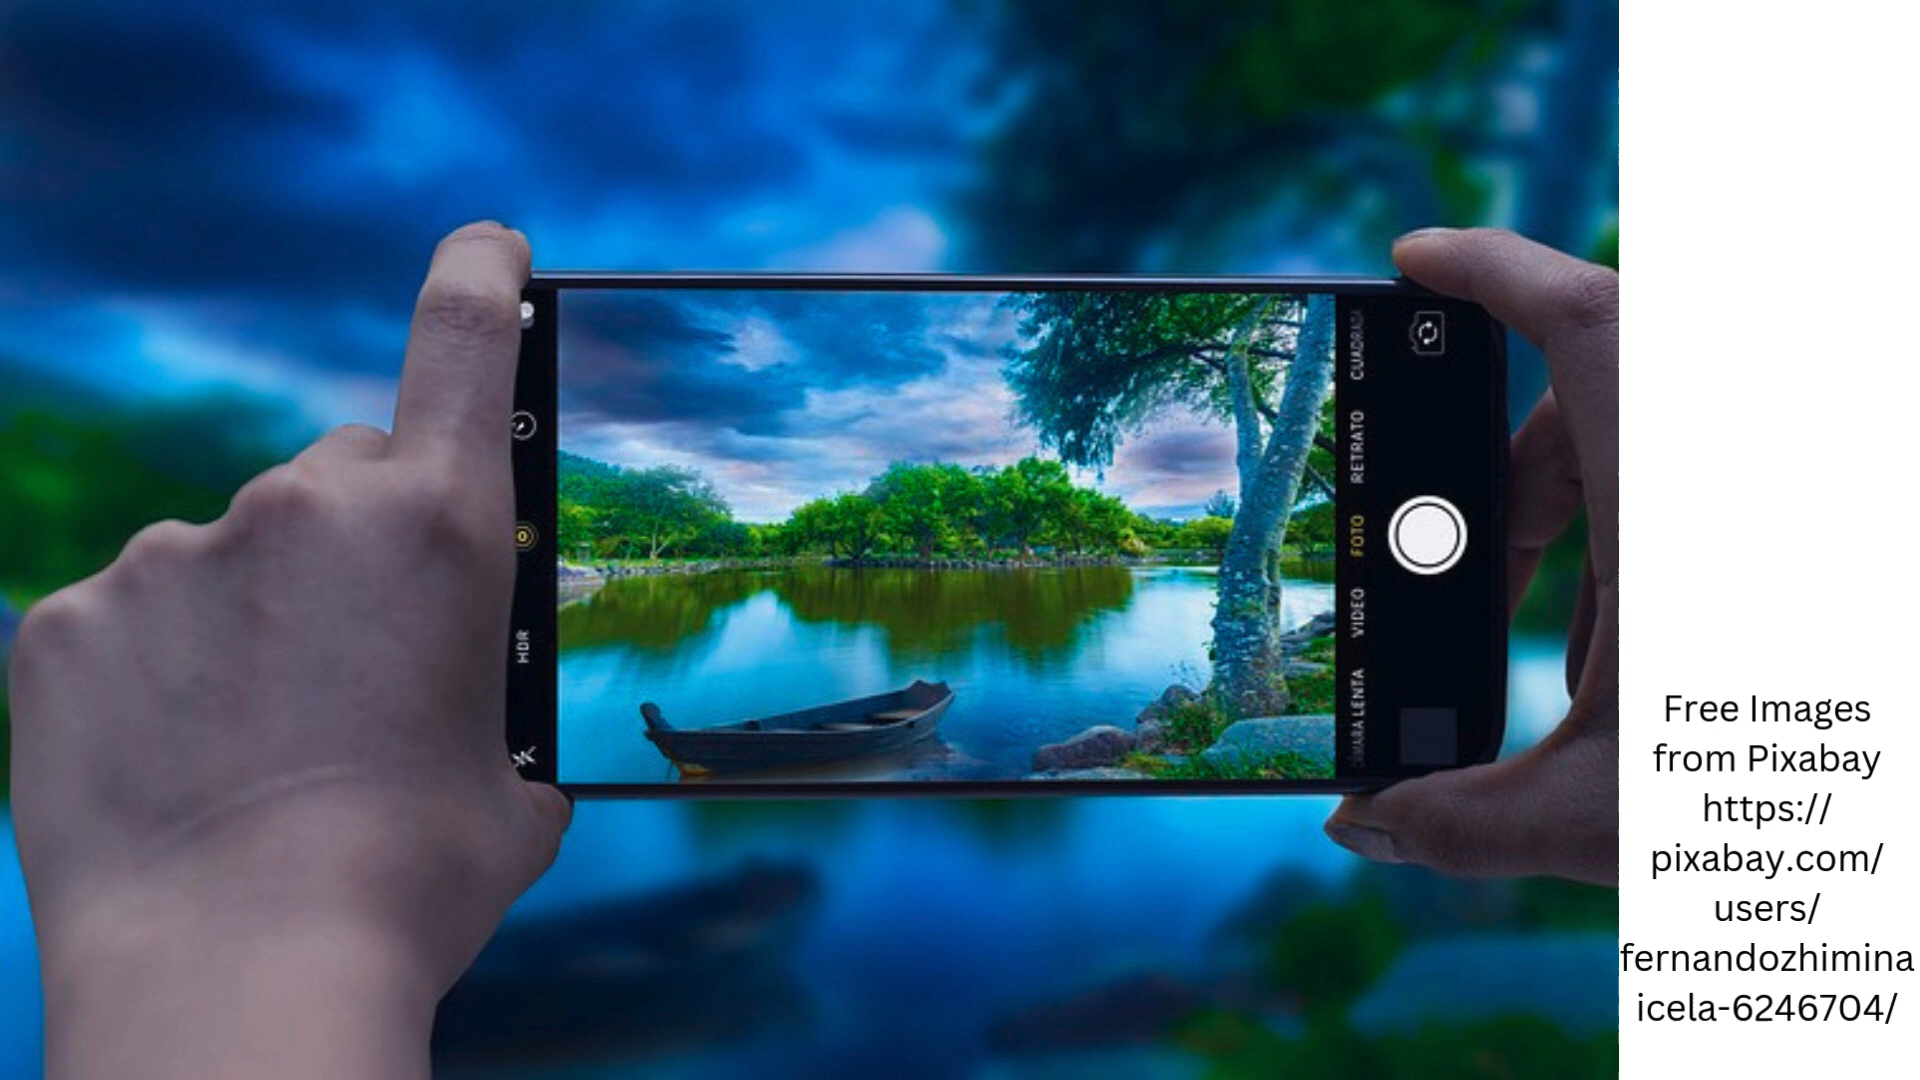 CUADRADA
RETRATO
FOTO
VIDEO
CÁMARA LENTA
HDR
Free Images
from Pixabay
https://
pixabay.com/
users/
fernandozhimina
icela-6246704/